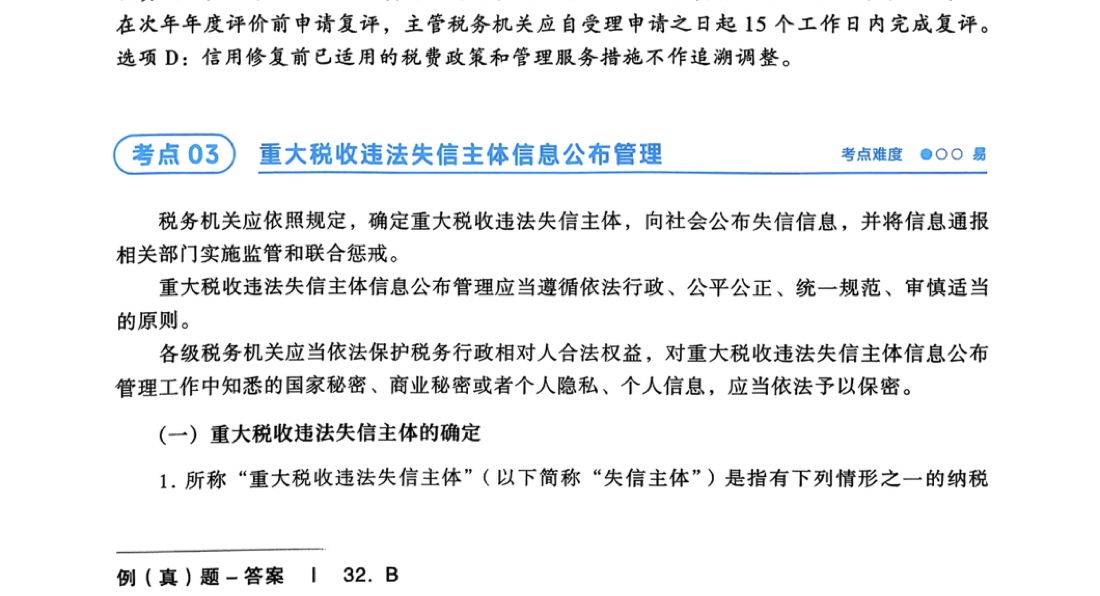 在次年年度评价前申请复评，主管税务机关应自受理申请之日起 15 个工作日内完成复评。
选项 D：信用修复前已适用的税费政策和管理服务措施不作追溯调整。
考点 03 重大税收违法失信主体信息公布管理 考点难度 ●○○ 易
税务机关应依照规定，确定重大税收违法失信主体，向社会公布失信信息，并将信息通报
相关部门实施监管和联合惩戒。
重大税收违法失信主体信息公布管理应当遵循依法行政、公平公正、统一规范、审慎适当
的原则。
各级税务机关应当依法保护税务行政相对人合法权益，对重大税收违法失信主体信息公布
管理工作中知悉的国家秘密、商业秘密或者个人隐私、个人信息，应当依法予以保密。
（一）重大税收违法失信主体的确定
1. 所称“重大税收违法失信主体”（以下简称“失信主体”）是指有下列情形之一的纳税
例（真）题－答案 | 32. B